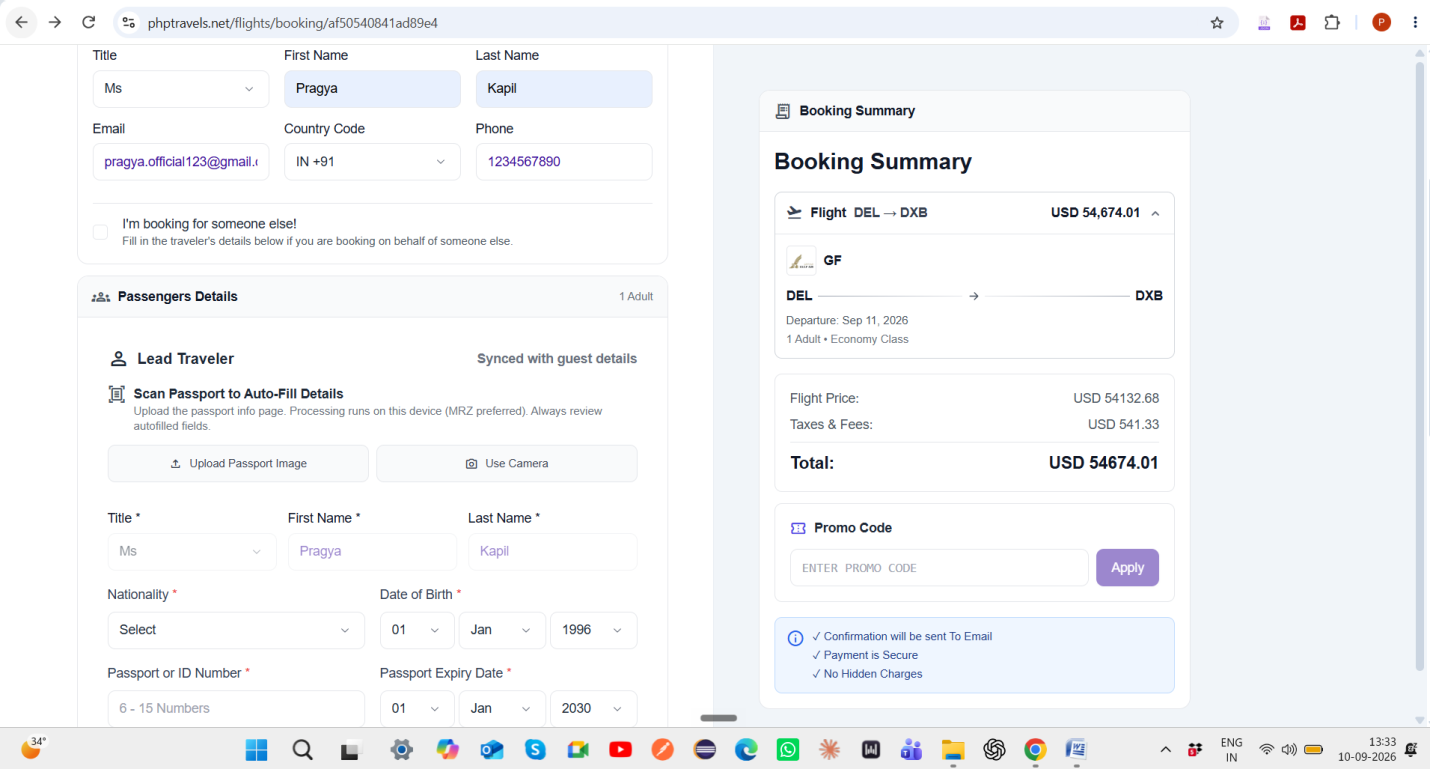 phptravels.net/flights/booking/af50540841ad89e4
P
Title
First Name
Last Name
Ms
Pragya
Kapil
Email
Country Code
Phone
pragya.official123@gmail.c
IN +91
1234567890
I'm booking for someone else!
Fill in the traveler's details below if you are booking on behalf of someone else.
Passengers Details
1 Adult
Lead Traveler
Synced with guest details
Scan Passport to Auto-Fill Details
Upload the passport info page. Processing runs on this device (MRZ preferred). Always review
autofilled fields.
Upload Passport Image
Use Camera
Title *
First Name *
Last Name *
Ms
Pragya
Kapil
Nationality *
Date of Birth *
Select
01
Jan
1996
Passport or ID Number *
Passport Expiry Date *
6 - 15 Numbers
01
Jan
2030
Booking Summary
Booking Summary
Flight DEL → DXB
USD 54,674.01
GF
DEL
DXB
Departure: Sep 11, 2026
1 Adult • Economy Class
Flight Price:
USD 54132.68
Taxes & Fees:
USD 541.33
Total:
USD 54674.01
Promo Code
ENTER PROMO CODE
Apply
✓ Confirmation will be sent To Email
✓ Payment is Secure
✓ No Hidden Charges
34°
ENG
IN
13:33
10-09-2026